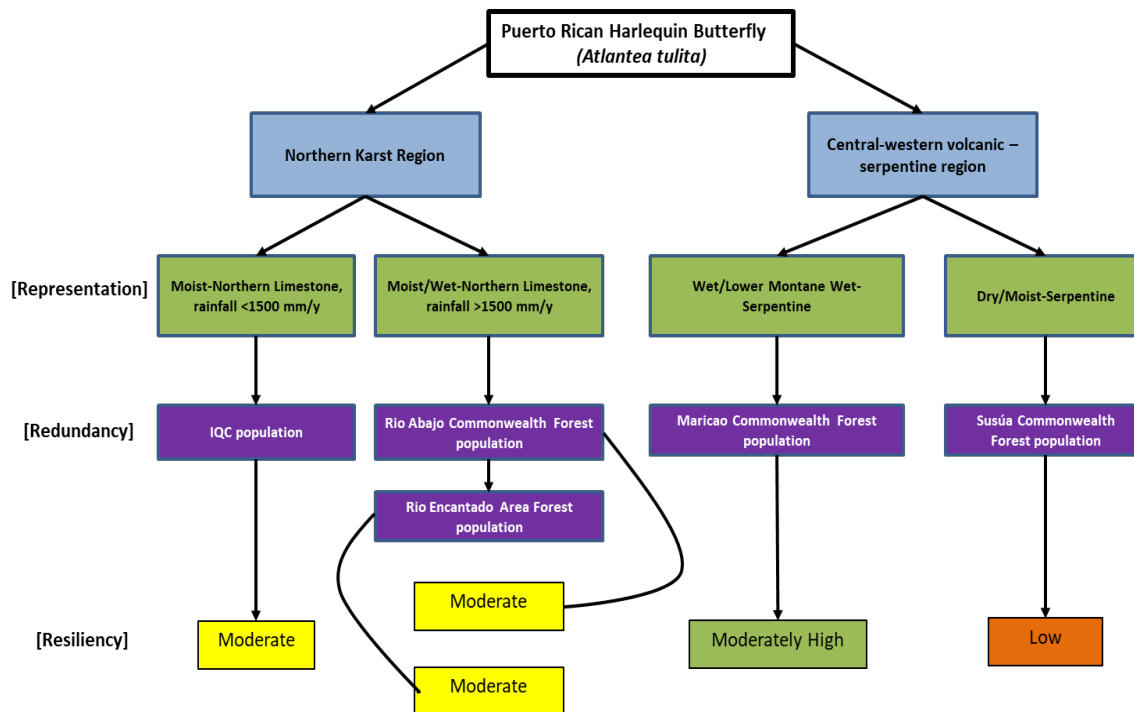 Puerto Rican Harlequin Butterfly
(Atlantea tulita)
Northern Karst Region
Central-western volcanic –
serpentine region
[Representation]
Moist-Northern Limestone,
rainfall <1500 mm/y
Moist/Wet-Northern Limestone,
rainfall >1500 mm/y
Wet/Lower Montane Wet-
Serpentine
Dry/Moist-Serpentine
[Redundancy]
IQC population
Rio Abajo Commonwealth Forest
population
Maricao Commonwealth Forest
population
Susúa Commonwealth
Forest population
Rio Encantado Area Forest
population
Moderate
[Resiliency]
Moderate
Moderately High
Low
Moderate